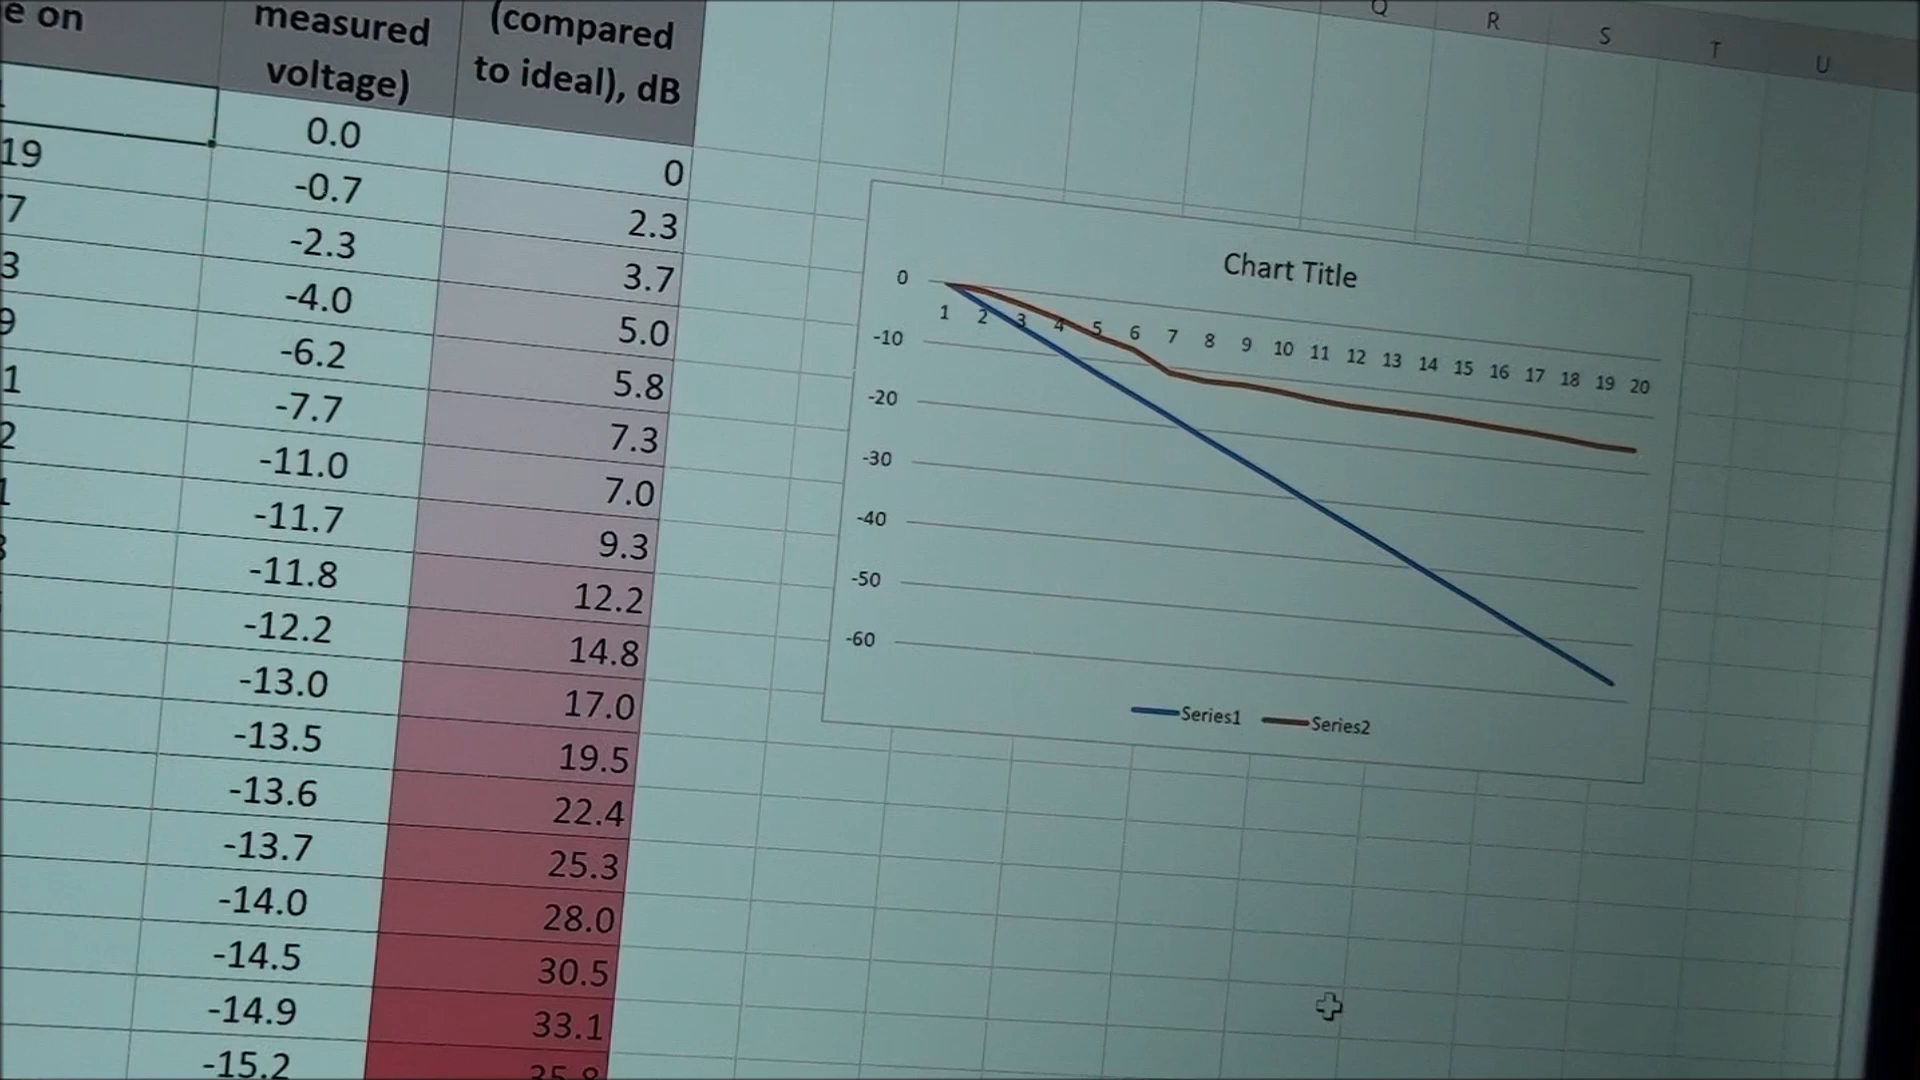 Q R S T U
e on
measured
voltage)
(compared
to ideal), dB
0.0 0
19 -0.7 2.3
7 -2.3 3.7
3 -4.0 5.0
9 -6.2 5.8
1 -7.7 7.3
2 -11.0 7.0
1 -11.7 9.3
-11.8 12.2
-12.2 14.8
-13.0 17.0
-13.5 19.5
-13.6 22.4
-13.7 25.3
-14.0 28.0
-14.5 30.5
-14.9 33.1
-15.2 35.8
Chart Title
0
1 2 3 4 5 6 7 8 9 10 11 12 13 14 15 16 17 18 19 20
-10
-20
-30
-40
-50
-60
Series1 Series2